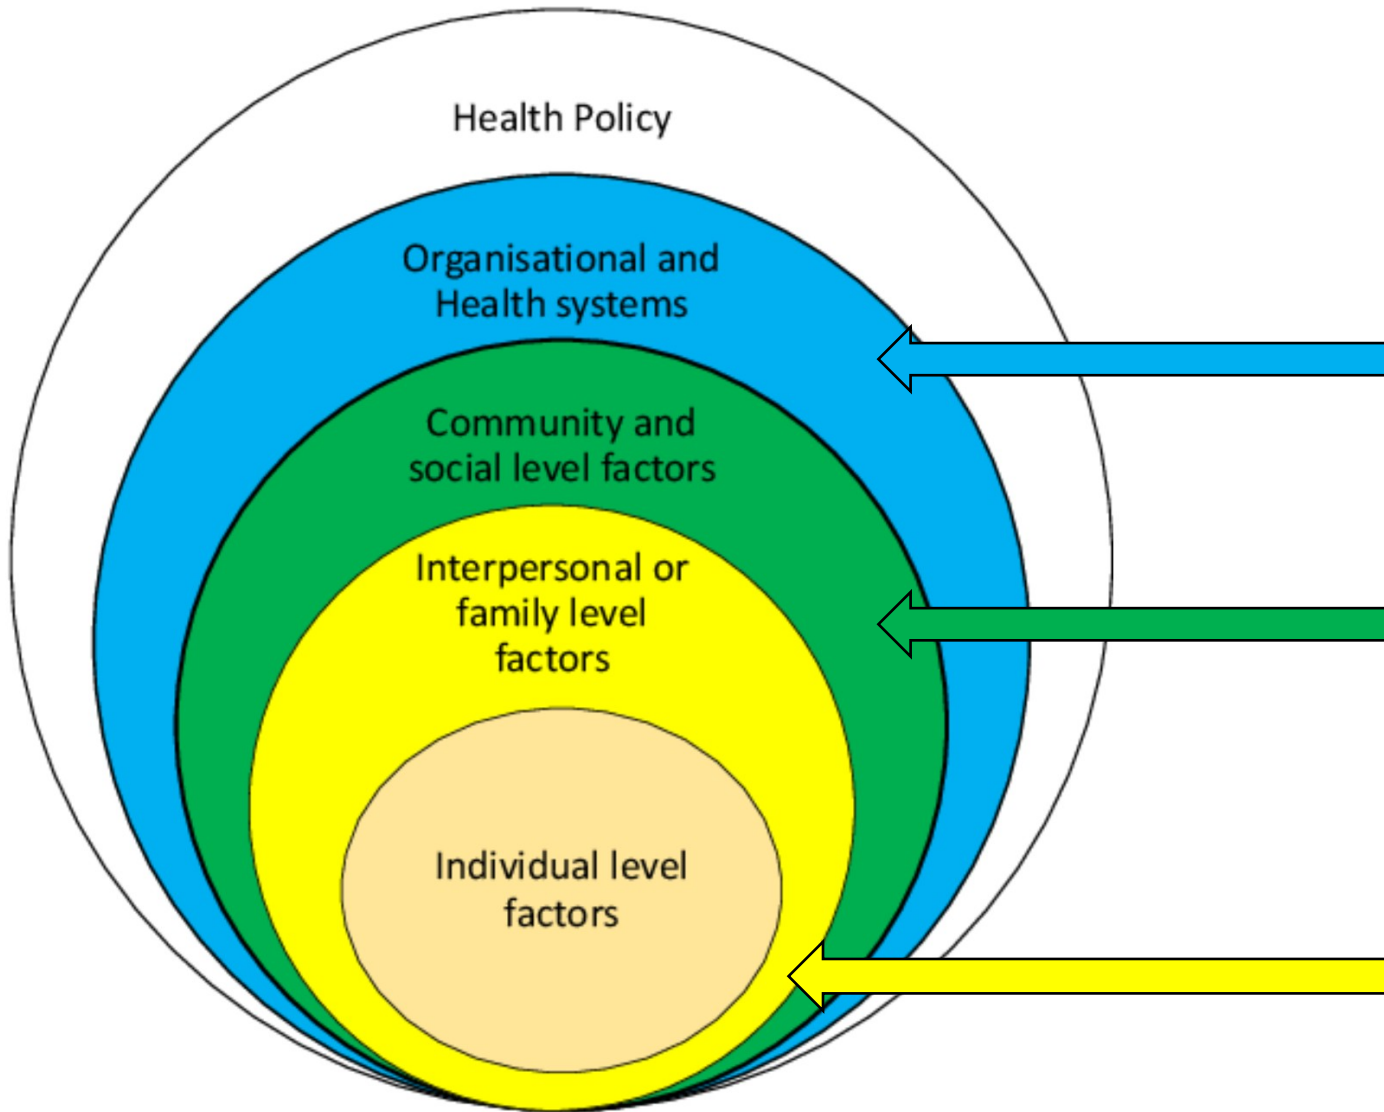 Health Policy
Organisational and
Health systems
Community and
social level factors
Interpersonal or
family level
factors
Individual level
factors